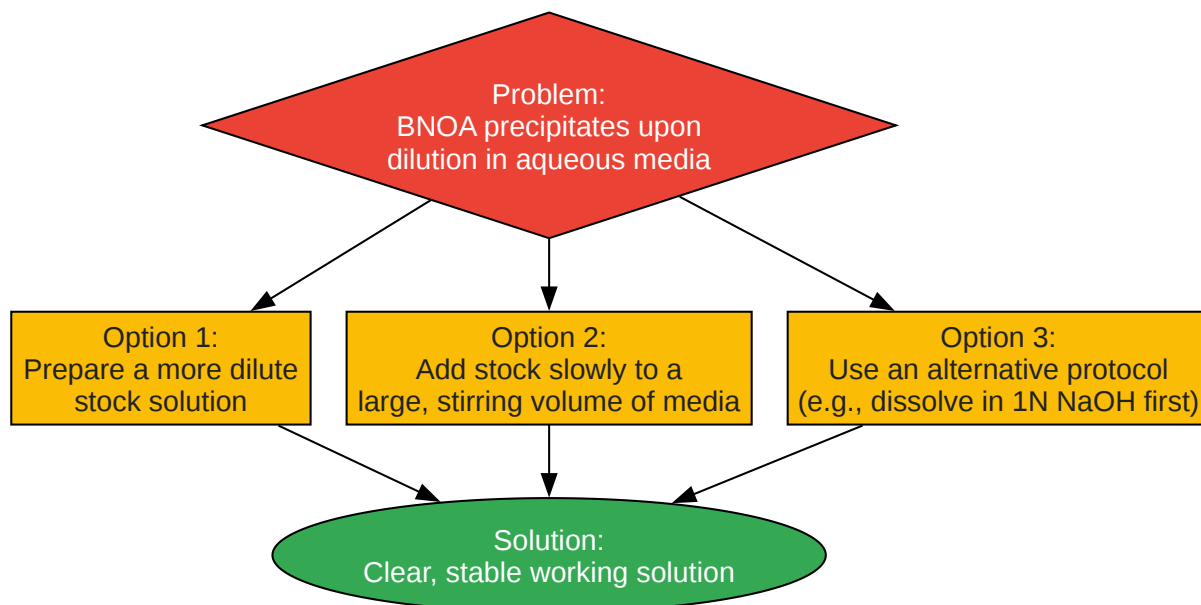 Problem:
BNOA precipitates upon
dilution in aqueous media
Option 1:
Prepare a more dilute
stock solution
Option 2:
Add stock slowly to a
large, stirring volume of media
Option 3:
Use an alternative protocol
(e.g., dissolve in 1N NaOH first)
Solution:
Clear, stable working solution